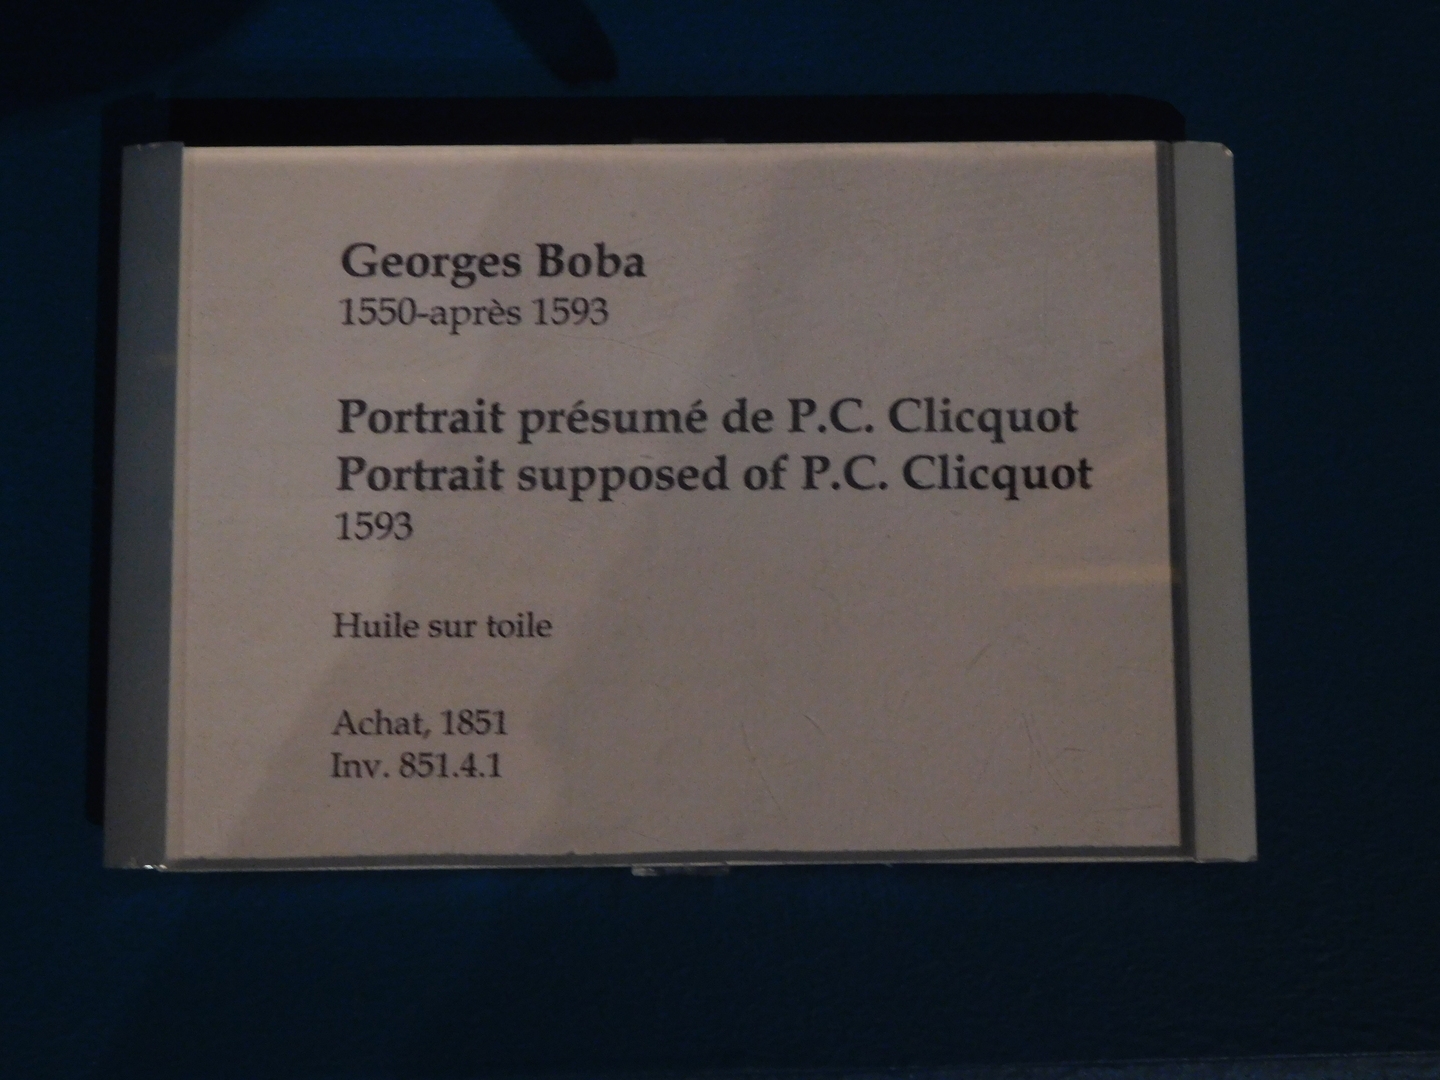 Georges Boba
1550-après 1593
Portrait présumé de P.C. Clicquot
Portrait supposed of P.C. Clicquot
1593
Huile sur toile
Achat, 1851
Inv. 851.4.1